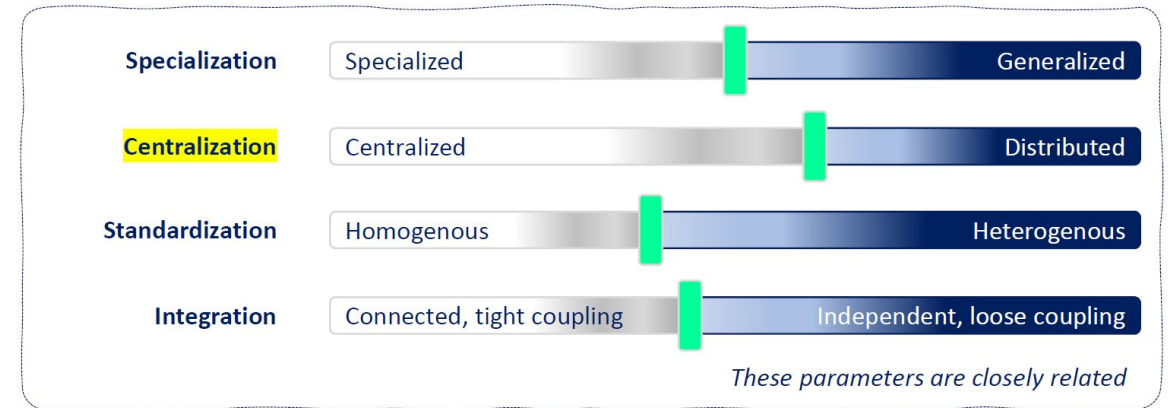 Specialization Specialized Generalized
Centralization Centralized Distributed
Standardization Homogenous Heterogenous
Integration Connected, tight coupling Independent, loose coupling
These parameters are closely related